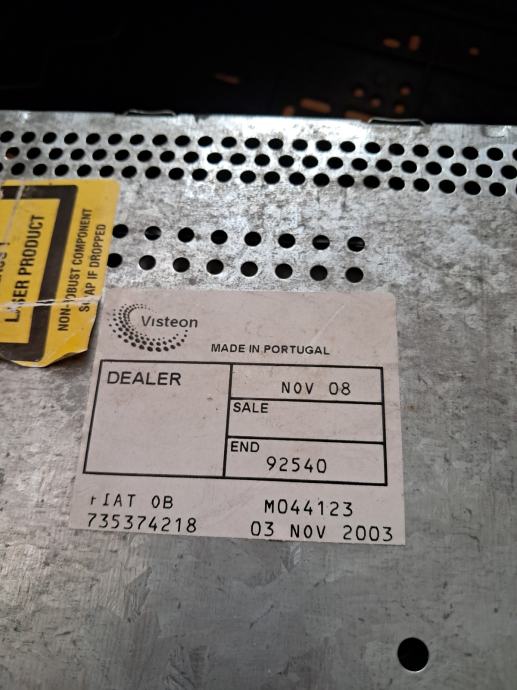 LASER PRODUCT
NON-ROBUST COMPONENT
SCRAP IF DROPPED
Visteon
MADE IN PORTUGAL
DEALER
NOV 08
SALE
END
92540
FIAT OB M044123
735374218 03 NOV 2003